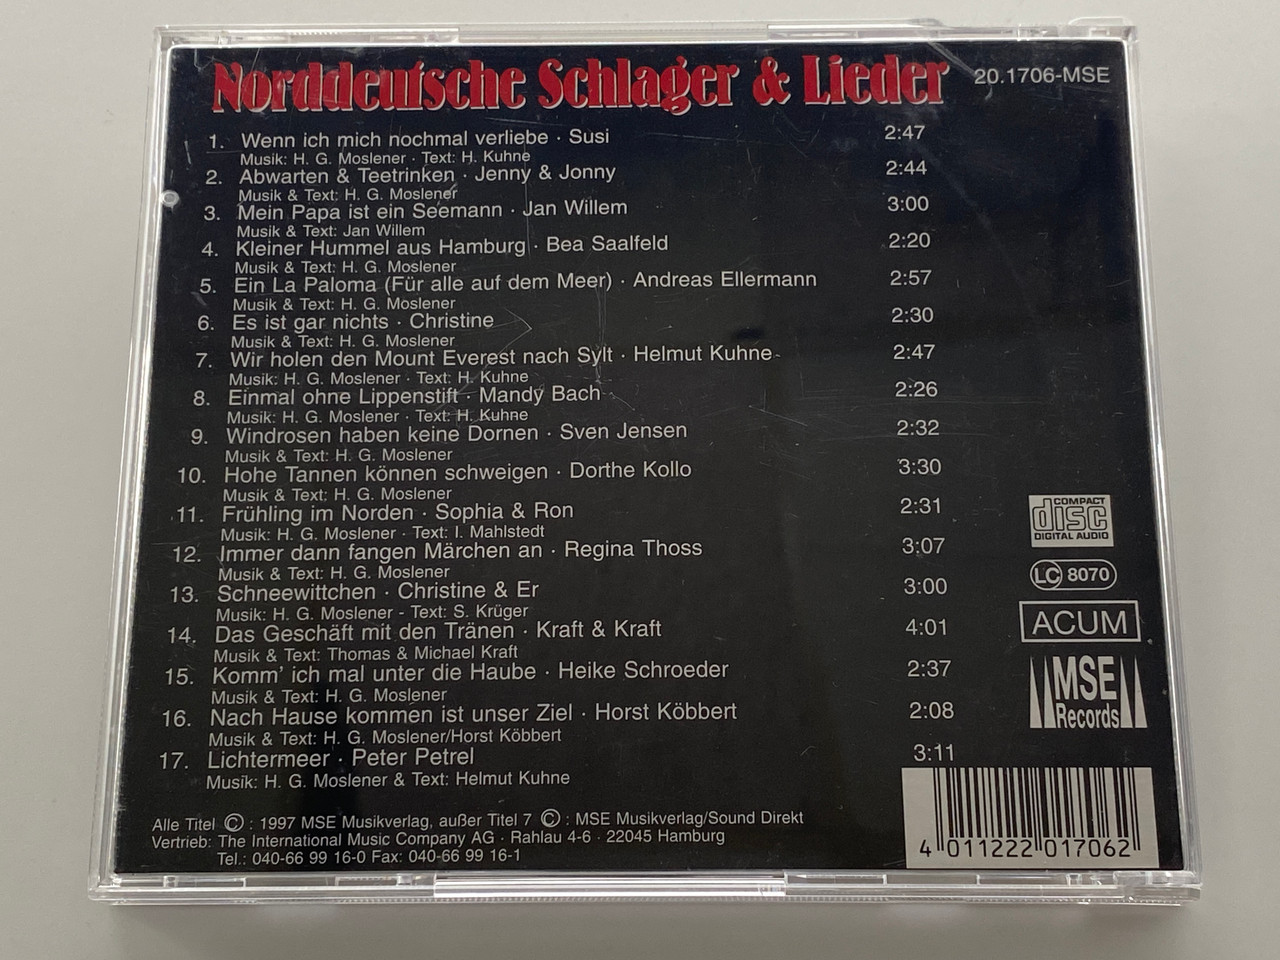 Norddeutsche Schlager & Lieder 20.1706-MSE
1. Wenn ich mich nochmal verliebe · Susi 2:47
Musik: H. G. Moslener · Text: H. Kuhne
2. Abwarten & Teetrinken · Jenny & Jonny 2:44
Musik & Text: H. G. Moslener
3. Mein Papa ist ein Seemann · Jan Willem 3:00
Musik & Text: Jan Willem
4. Kleiner Hummel aus Hamburg · Bea Saalfeld 2:20
Musik & Text: H. G. Moslener
5. Ein La Paloma (Für alle auf dem Meer) · Andreas Ellermann 2:57
Musik & Text: H. G. Moslener
6. Es ist gar nichts · Christine 2:30
Musik & Text: H. G. Moslener
7. Wir holen den Mount Everest nach Sylt · Helmut Kuhne 2:47
Musik: H. G. Moslener · Text: H. Kuhne
8. Einmal ohne Lippenstift · Mandy Bach 2:26
Musik: H. G. Moslener · Text: H. Kuhne
9. Windrosen haben keine Dornen · Sven Jensen 2:32
Musik & Text: H. G. Moslener
10. Hohe Tannen können schweigen · Dorthe Kollo 3:30
Musik & Text: H. G. Moslener
11. Frühling im Norden · Sophia & Ron 2:31
Musik: H. G. Moslener · Text: I. Mahlstedt
12. Immer dann fangen Märchen an · Regina Thoss 3:07
Musik & Text: H. G. Moslener
13. Schneewittchen · Christine & Er 3:00
Musik: H. G. Moslener - Text: S. Krüger
14. Das Geschäft mit den Tränen · Kraft & Kraft 4:01
Musik & Text: Thomas & Michael Kraft
15. Komm' ich mal unter die Haube · Heike Schroeder 2:37
Musik & Text: H. G. Moslener
16. Nach Hause kommen ist unser Ziel · Horst Köbbert 2:08
Musik & Text: H. G. Moslener/Horst Köbbert
17. Lichtermeer · Peter Petrel 3:11
Musik: H. G. Moslener & Text: Helmut Kuhne
COMPACT
disc
DIGITAL AUDIO
LC 8070
ACUM
MSE
Records
Alle Titel © : 1997 MSE Musikverlag, außer Titel 7 © : MSE Musikverlag/Sound Direkt
Vertrieb: The International Music Company AG · Rahlau 4-6 · 22045 Hamburg
Tel.: 040-66 99 16-0 Fax: 040-66 99 16-1
4 011222 017062